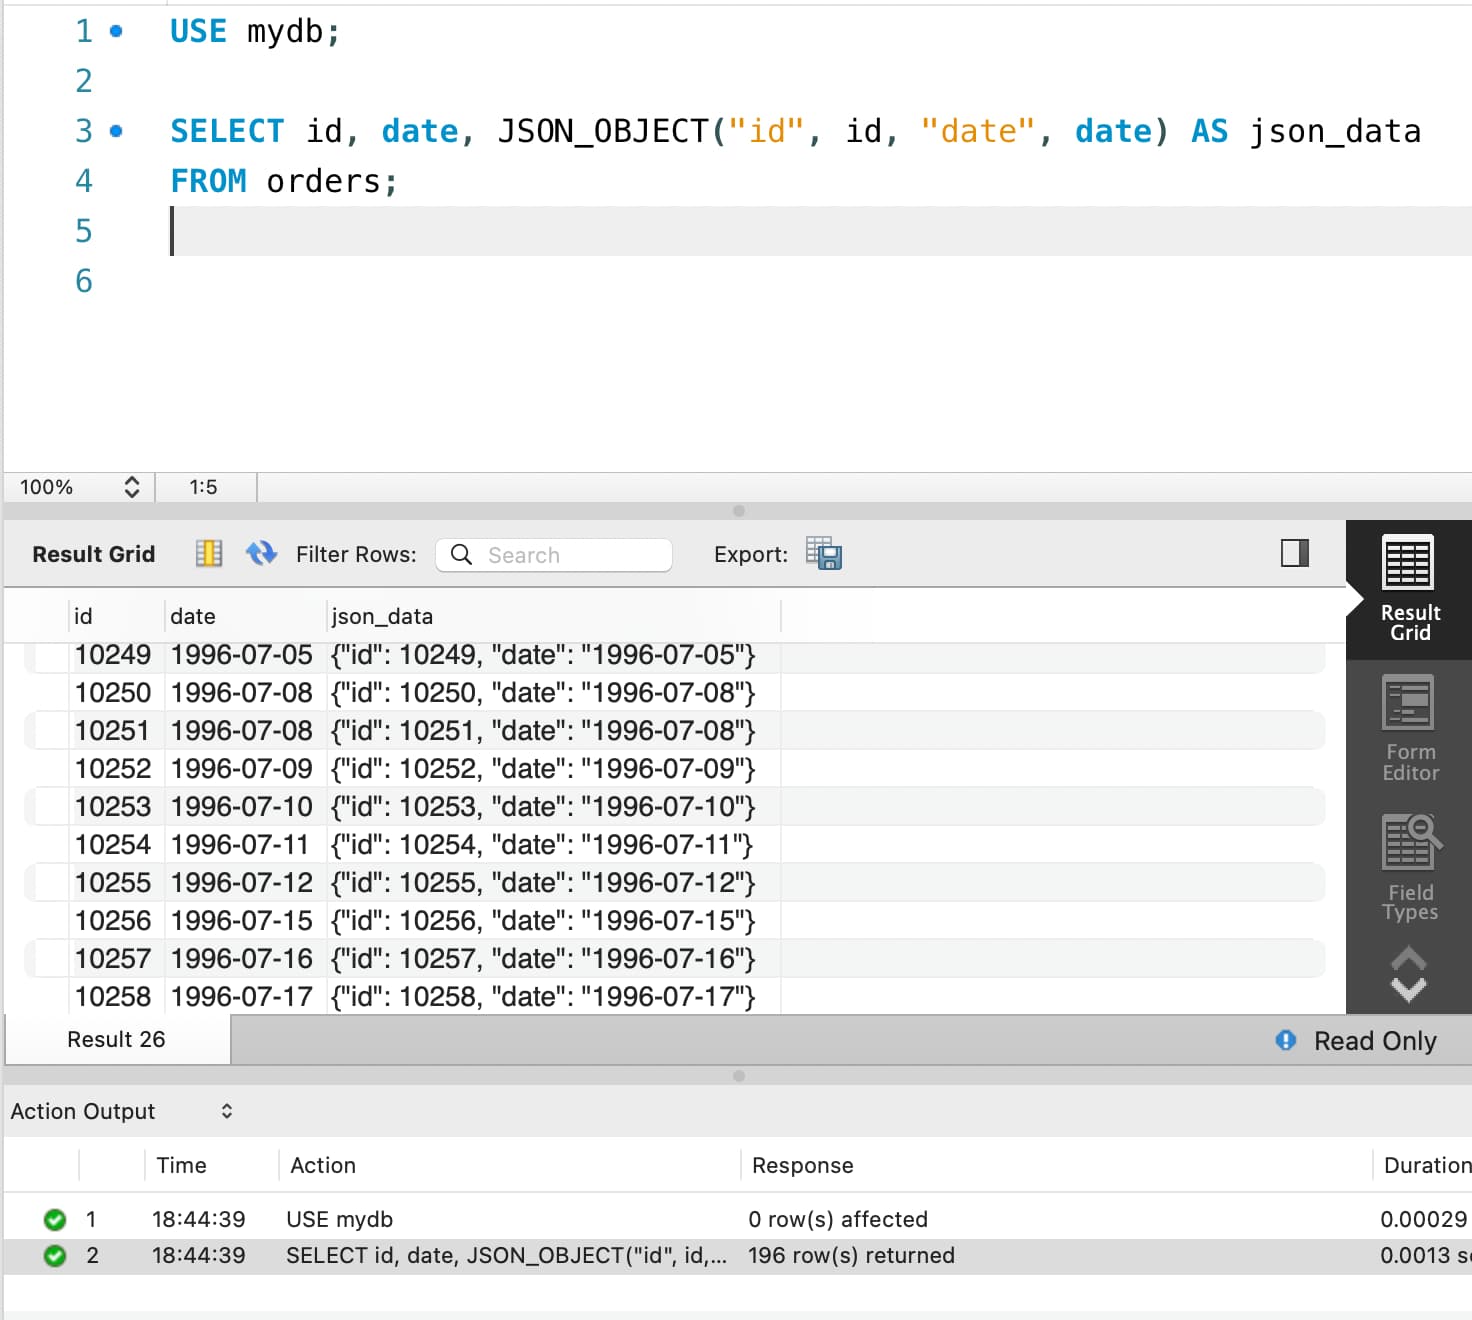 1 USE mydb;
2
3 SELECT id, date, JSON_OBJECT("id", id, "date", date) AS json_data
4 FROM orders;
5
6
100% 1:5
Result Grid Filter Rows: Search Export:
id date json_data
10249 1996-07-05 {"id": 10249, "date": "1996-07-05"}
10250 1996-07-08 {"id": 10250, "date": "1996-07-08"}
10251 1996-07-08 {"id": 10251, "date": "1996-07-08"}
10252 1996-07-09 {"id": 10252, "date": "1996-07-09"}
10253 1996-07-10 {"id": 10253, "date": "1996-07-10"}
10254 1996-07-11 {"id": 10254, "date": "1996-07-11"}
10255 1996-07-12 {"id": 10255, "date": "1996-07-12"}
10256 1996-07-15 {"id": 10256, "date": "1996-07-15"}
10257 1996-07-16 {"id": 10257, "date": "1996-07-16"}
10258 1996-07-17 {"id": 10258, "date": "1996-07-17"}
Result
Grid
Form
Editor
Field
Types
Result 26 Read Only
Action Output
Time Action Response Duration
1 18:44:39 USE mydb 0 row(s) affected 0.00029
2 18:44:39 SELECT id, date, JSON_OBJECT("id", id,... 196 row(s) returned 0.0013 s